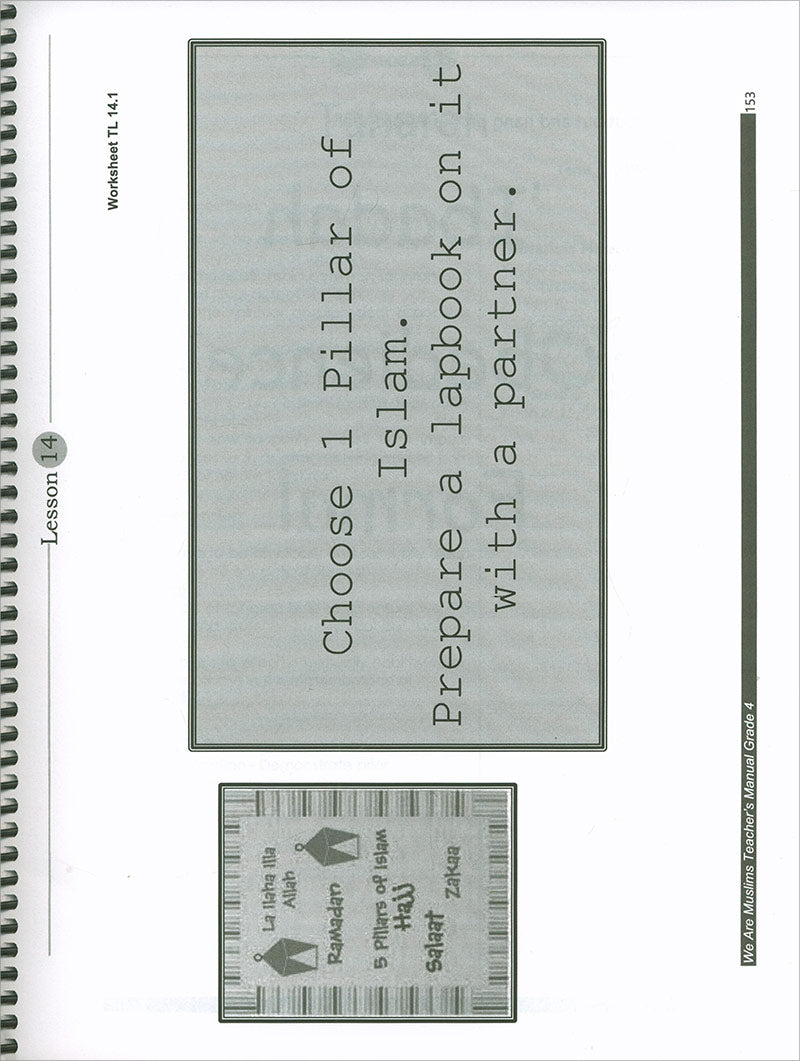 Lesson 14
Worksheet TL 14.1
La Ilaha Illa
Allah
Ramadan
5 Pillars of Islam
Hajj
Salaat
Zakaa
Choose 1 Pillar of
Islam.
Prepare a lapbook on it
with a partner.
We Are Muslims Teacher's Manual Grade 4
153